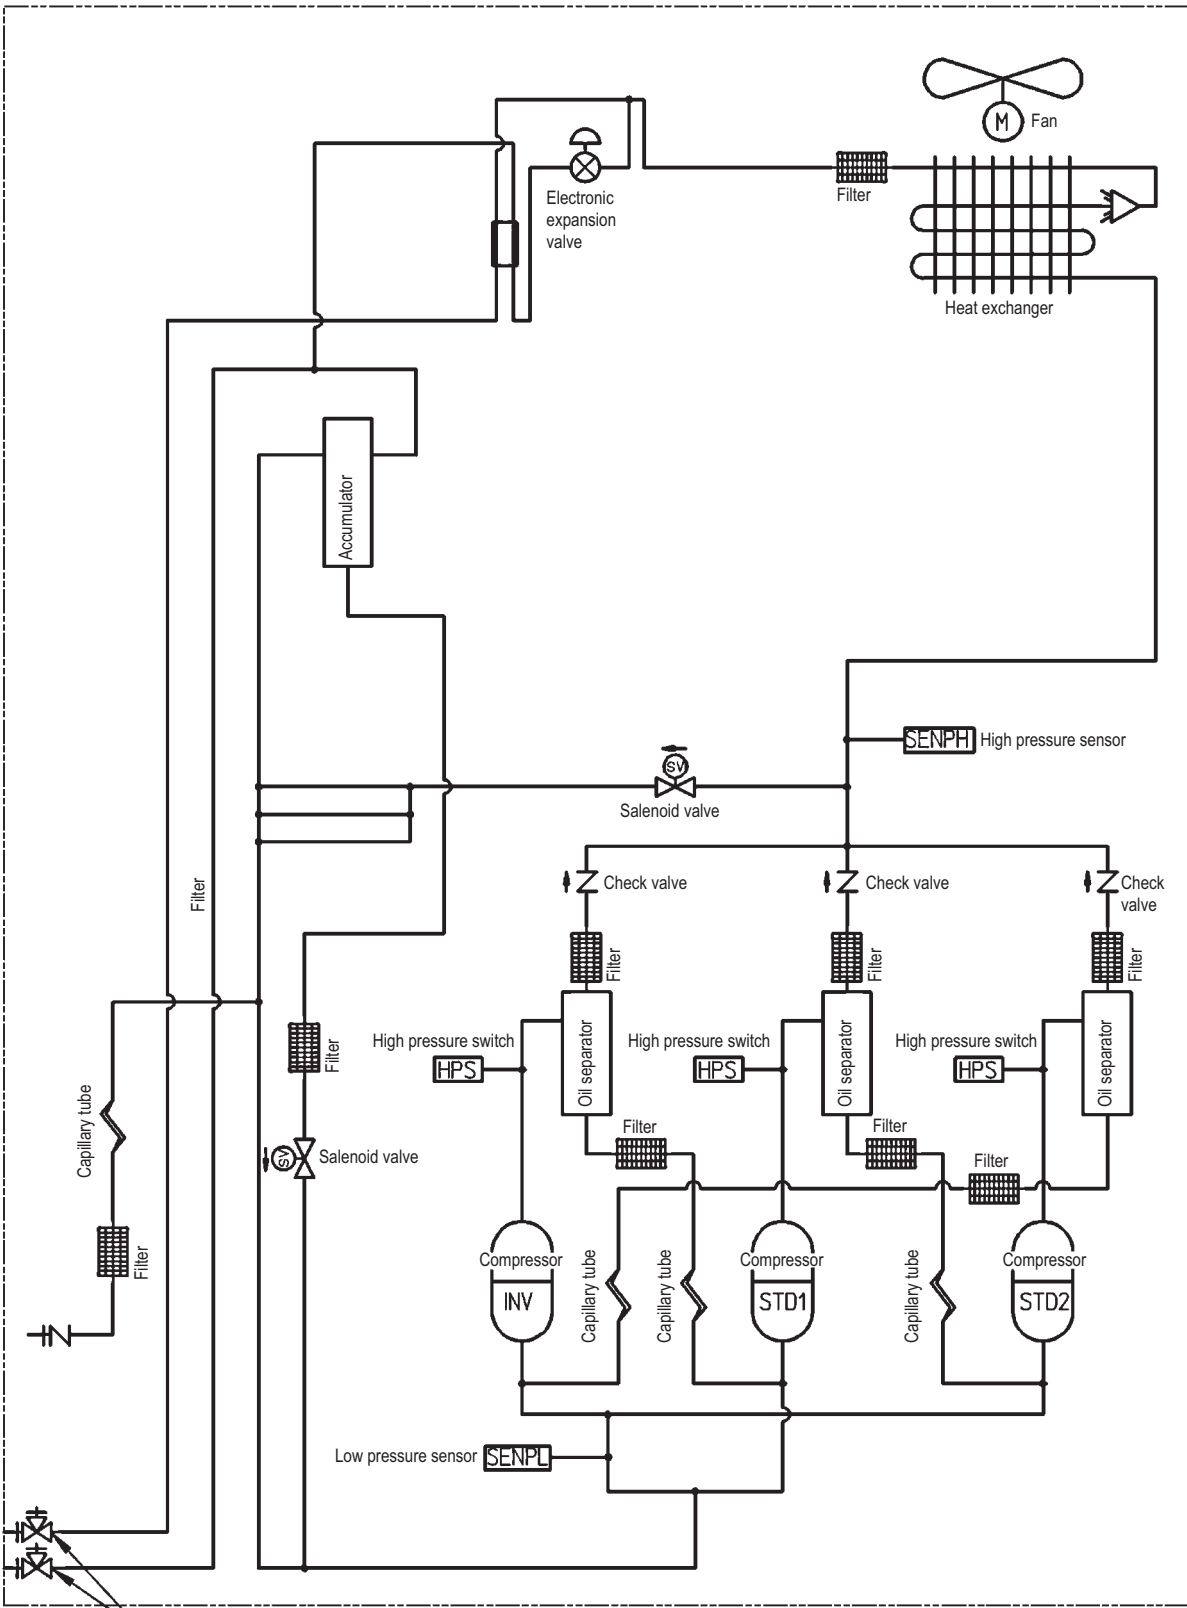 M
Fan
Electronic
expansion
valve
Filter
Heat exchanger
Accumulator
SENPH
High pressure sensor
SV
Salenoid valve
Filter
Check valve
Check valve
Check
valve
Filter
Filter
Filter
High pressure switch
HPS
Oil separator
High pressure switch
HPS
Oil separator
High pressure switch
HPS
Oil separator
Filter
Capillary tube
SV
Salenoid valve
Filter
Filter
Filter
Filter
Compressor
INV
Capillary tube
Capillary tube
Compressor
STD1
Capillary tube
Compressor
STD2
Low pressure sensor
SENPL